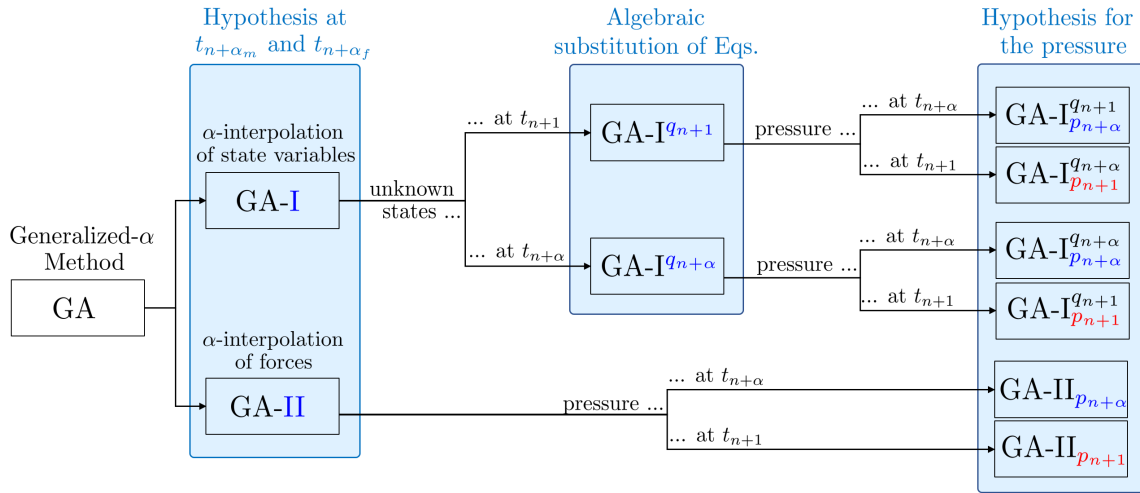 Hypothesis at
t_{n+α_m} and t_{n+α_f}
Algebraic
substitution of Eqs.
Hypothesis for
the pressure
Generalized-α
Method
GA
α-interpolation
of state variables
GA-I
α-interpolation
of forces
GA-II
unknown
states ...
... at t_{n+1}
... at t_{n+α}
GA-I^{q_{n+1}}
GA-I^{q_{n+α}}
pressure ...
... at t_{n+α}
... at t_{n+1}
pressure ...
... at t_{n+α}
... at t_{n+1}
pressure ...
... at t_{n+α}
... at t_{n+1}
GA-I^{q_{n+1}}_{p_{n+α}}
GA-I^{q_{n+α}}_{p_{n+1}}
GA-I^{q_{n+α}}_{p_{n+α}}
GA-I^{q_{n+1}}_{p_{n+1}}
GA-II_{p_{n+α}}
GA-II_{p_{n+1}}